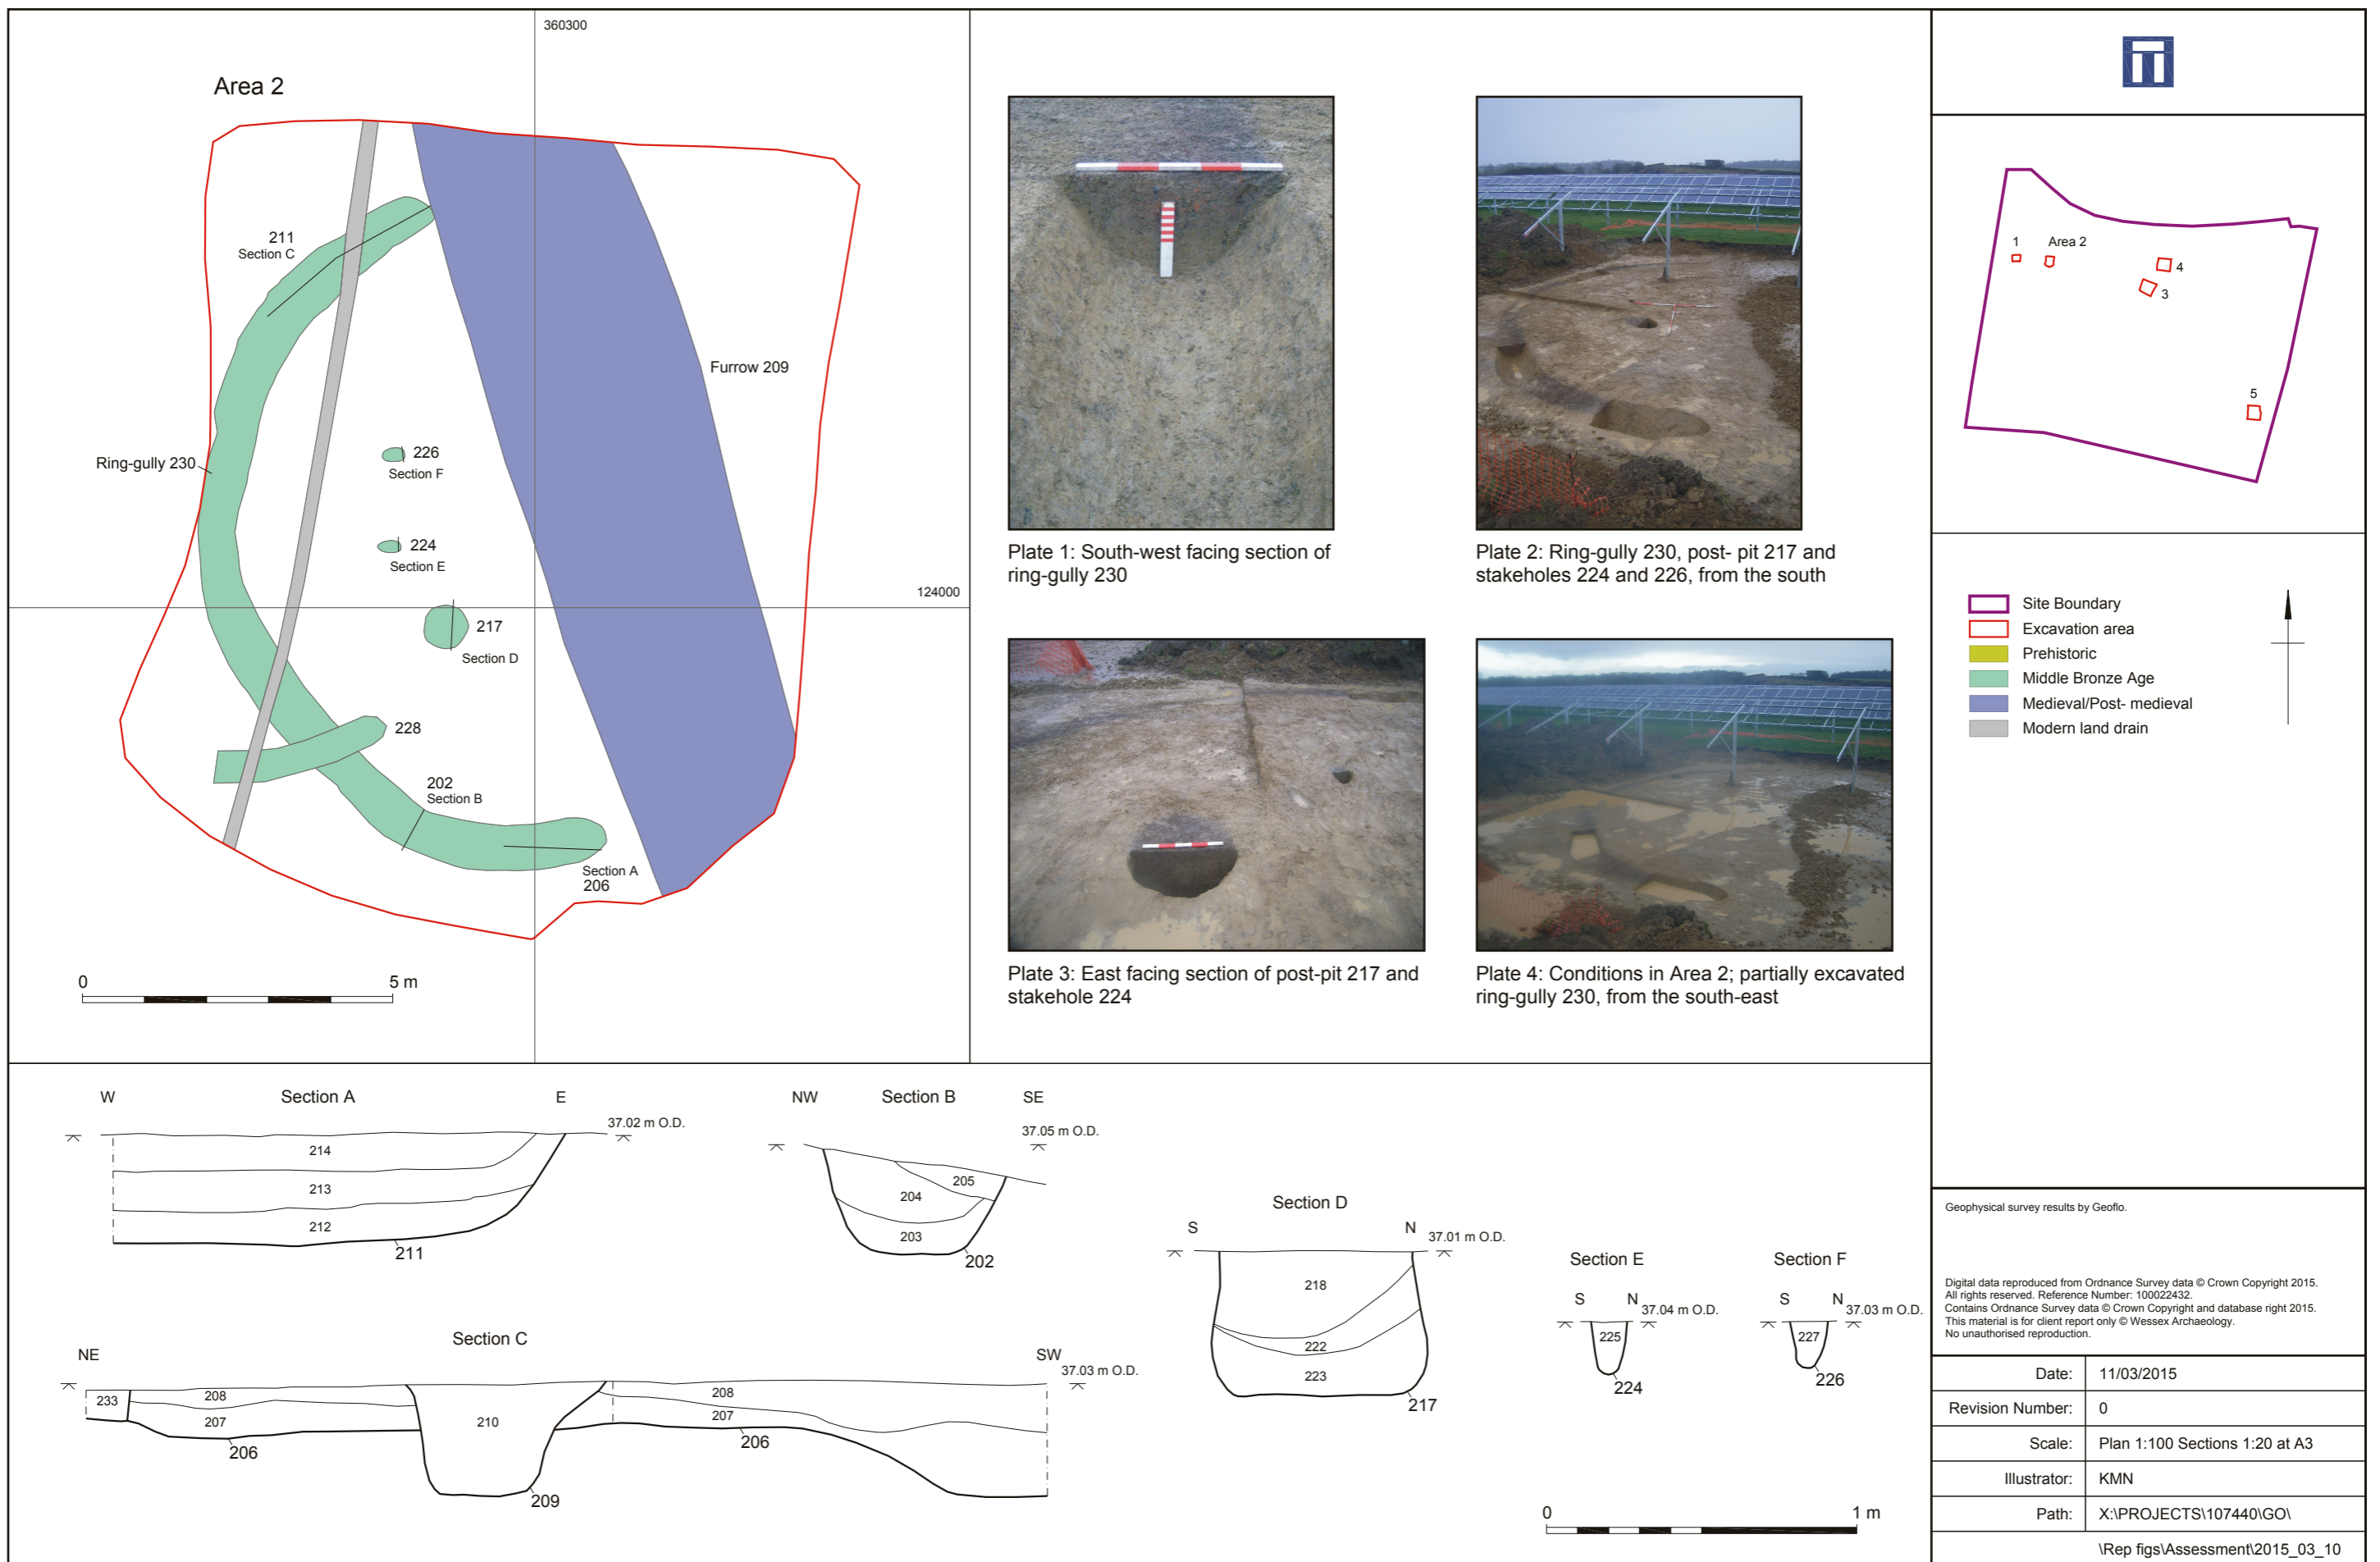 360300
Area 2
211
Section C
Furrow 209
226
Section F
Ring-gully 230
224
Section E
124000
217
Section D
228
202
Section B
Section A
206
0 5 m
Plate 1: South-west facing section of
ring-gully 230
Plate 2: Ring-gully 230, post- pit 217 and
stakeholes 224 and 226, from the south
Plate 3: East facing section of post-pit 217 and
stakehole 224
Plate 4: Conditions in Area 2; partially excavated
ring-gully 230, from the south-east
1
Area 2
4
3
5
Site Boundary
Excavation area
Prehistoric
Middle Bronze Age
Medieval/Post- medieval
Modern land drain
W Section A E
37.02 m O.D.
214
213
212
211
NW Section B SE
37.05 m O.D.
205
204
203
202
Section C
NE SW
37.03 m O.D.
233 208 208
207 210 207
206 206
209
Section D
S N
37.01 m O.D.
218
222
223
217
Section E
S N
37.04 m O.D.
225
224
Section F
S N
37.03 m O.D.
227
226
0 1 m
Geophysical survey results by Geoflo.
Digital data reproduced from Ordnance Survey data © Crown Copyright 2015.
All rights reserved. Reference Number: 100022432.
Contains Ordnance Survey data © Crown Copyright and database right 2015.
This material is for client report only © Wessex Archaeology.
No unauthorised reproduction.
Date: 11/03/2015
Revision Number: 0
Scale: Plan 1:100 Sections 1:20 at A3
Illustrator: KMN
Path: X:\PROJECTS\107440\GO\
\Rep figs\Assessment\2015_03_10